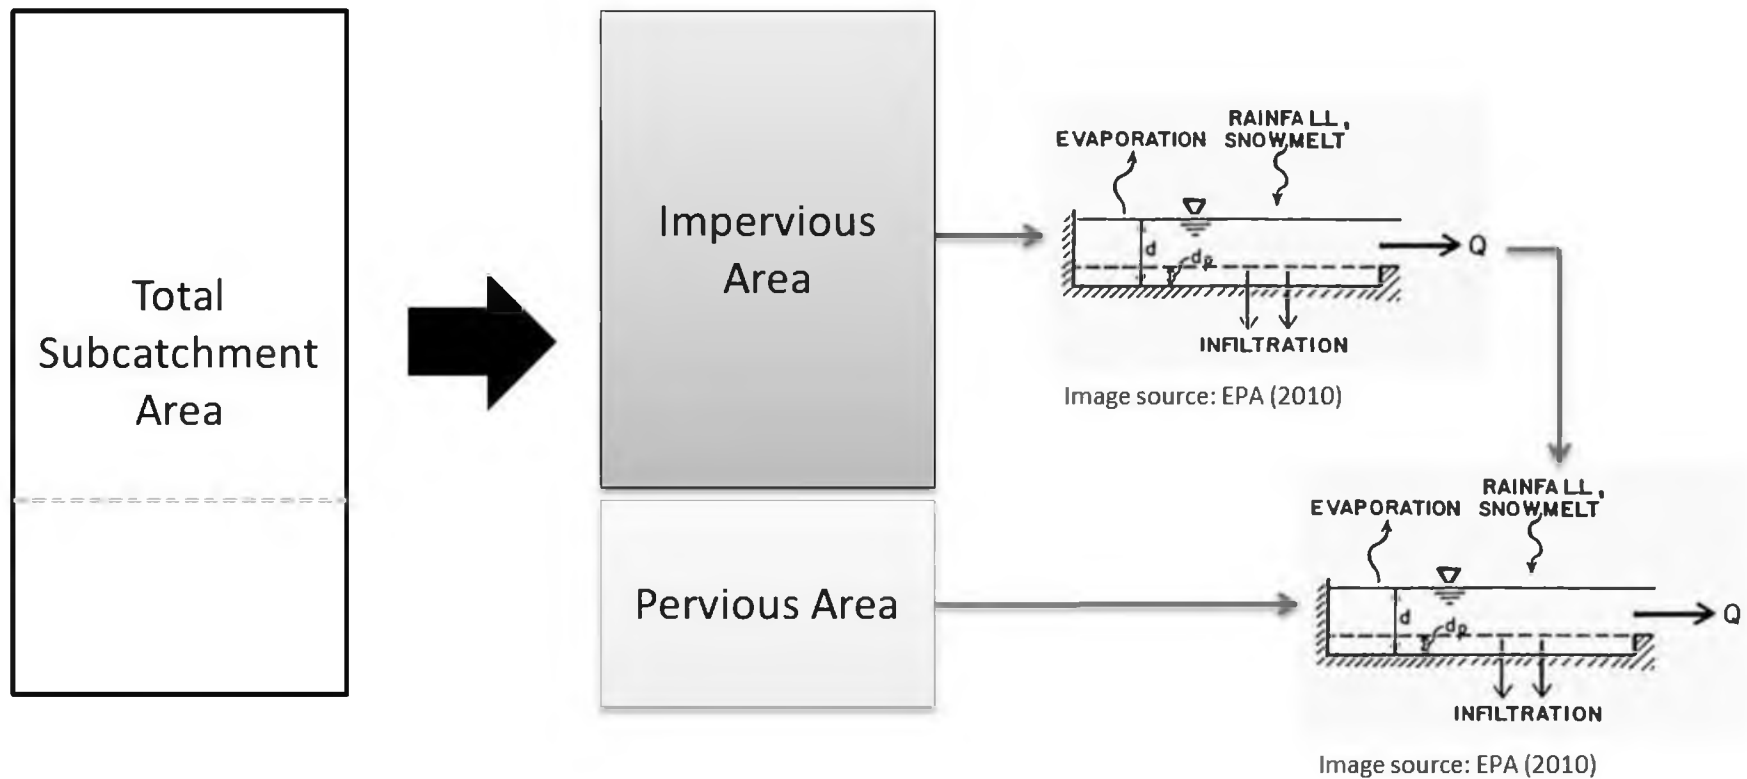 Total
Subcatchment
Area
Impervious
Area
Pervious Area
EVAPORATION
RAINFALL,
SNOWMELT
d
dp
Q
INFILTRATION
Image source: EPA (2010)
EVAPORATION
RAINFALL,
SNOWMELT
d
dp
Q
INFILTRATION
Image source: EPA (2010)